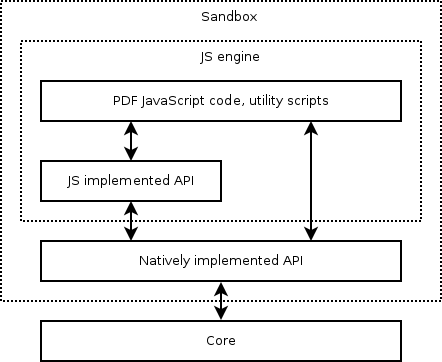 Sandbox
JS engine
PDF JavaScript code, utility scripts
JS implemented API
Natively implemented API
Core